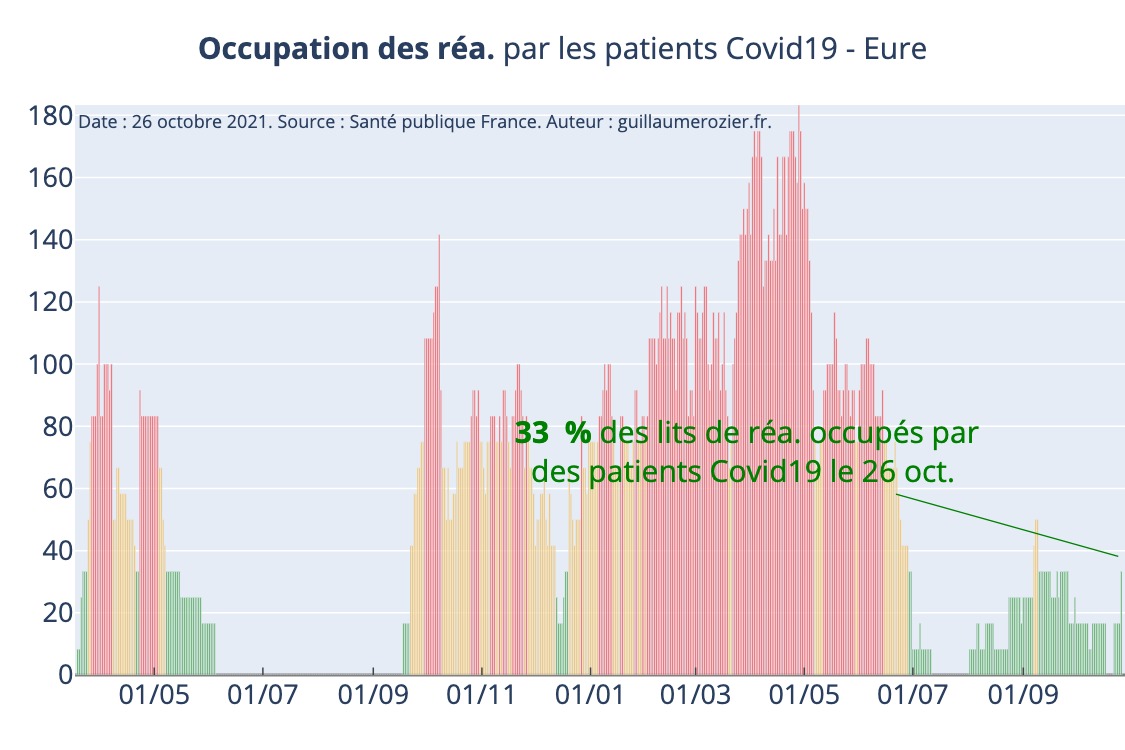 Occupation des réa. par les patients Covid19 - Eure
180
Date : 26 octobre 2021. Source : Santé publique France. Auteur : guillaumerozier.fr.
160
140
120
100
80
33  % des lits de réa. occupés par
des patients Covid19 le 26 oct.
60
40
20
0
01/05 01/07 01/09 01/11 01/01 01/03 01/05 01/07 01/09